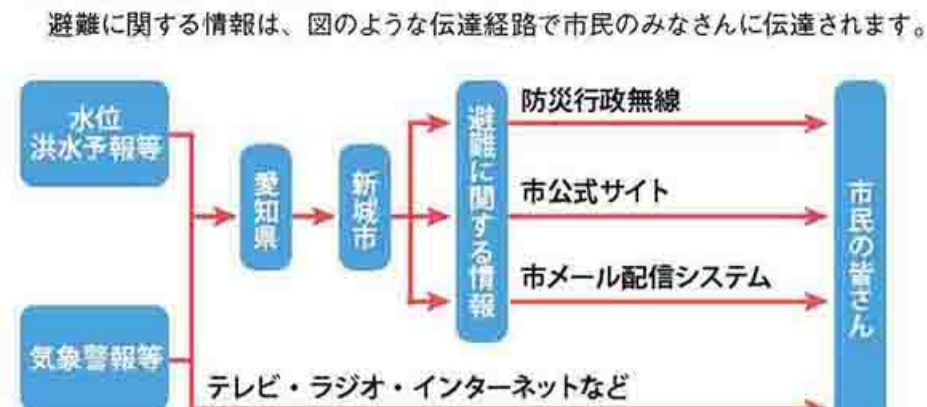 避難に関する情報は、図のような伝達経路で市民のみなさんに伝達されます。
水位
洪水予報等
気象警報等
愛知県
新城市
避難に関する情報
防災行政無線
市公式サイト
市メール配信システム
テレビ・ラジオ・インターネットなど
市民の皆さん